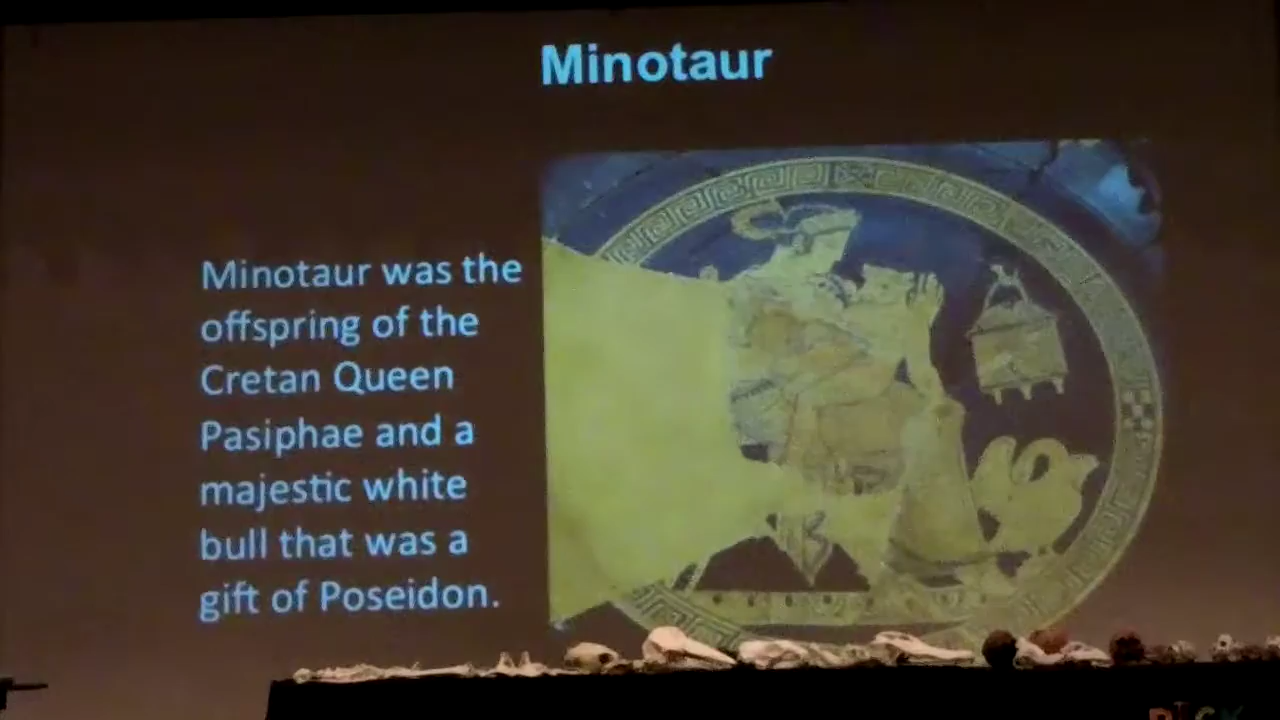 Minotaur
Minotaur was the
offspring of the
Cretan Queen
Pasiphae and a
majestic white
bull that was a
gift of Poseidon.